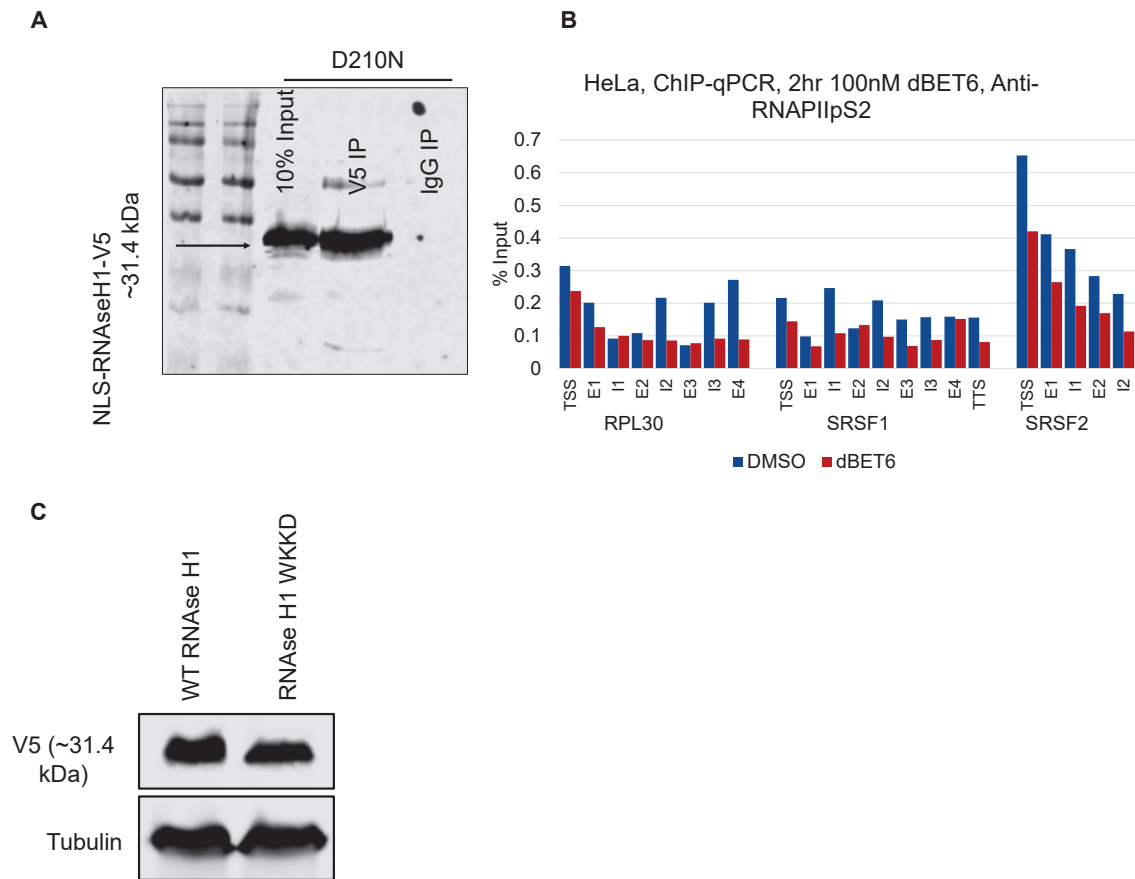 A
D210N
10% Input
V5 IP
IgG IP
NLS-RNAseH1-V5
~31.4 kDa
B
HeLa, ChIP-qPCR, 2hr 100nM dBET6, Anti-
RNAPIIpS2
% Input
0.7
0.6
0.5
0.4
0.3
0.2
0.1
0
TSS E1 I1 E2 I2 E3 I3 E4 TSS E1 I1 E2 I2 E3 I3 E4 TTS TSS E1 I1 E2 I2
RPL30 SRSF1 SRSF2
DMSO dBET6
C
WT RNAse H1
RNAse H1 WKKD
V5 (~31.4
kDa)
Tubulin